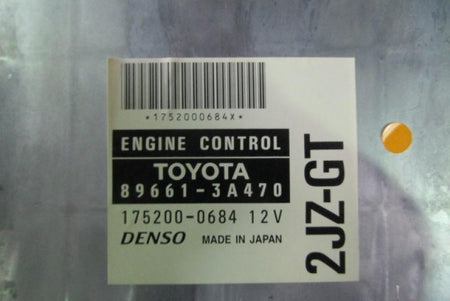 *1752000684X*
ENGINE CONTROL
TOYOTA
89661-3A470
175200-0684 12V
DENSO MADE IN JAPAN
2JZ-GT